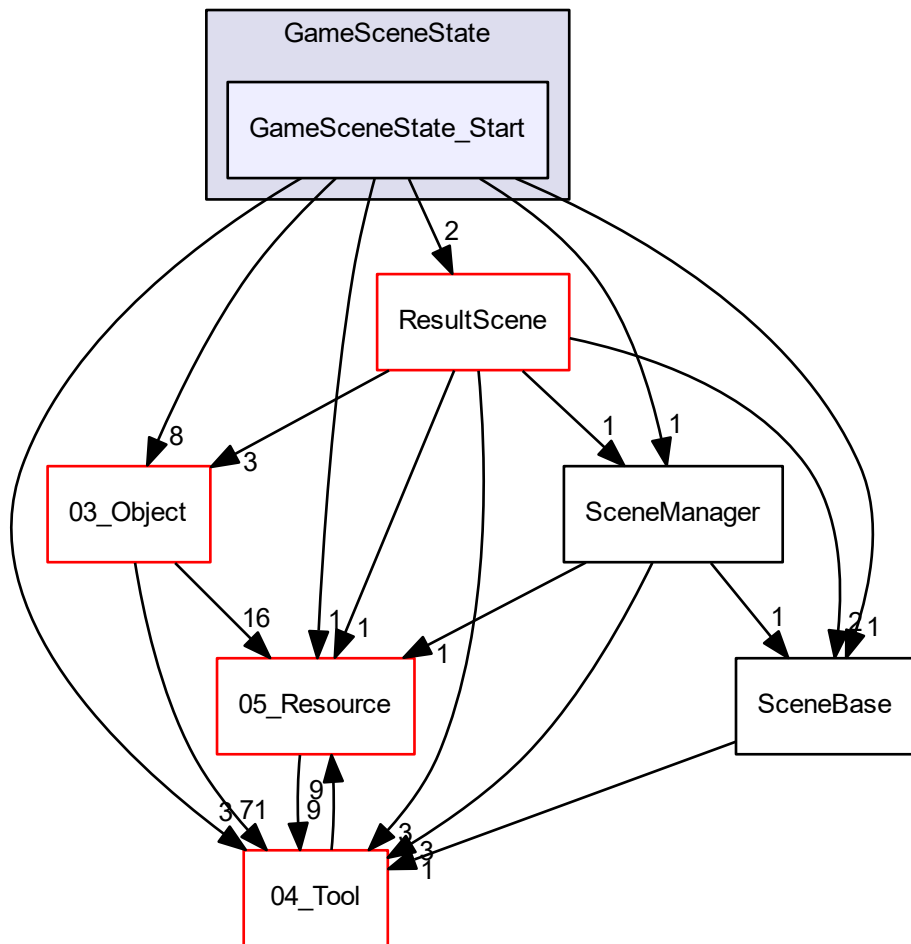 GameSceneState
GameSceneState_Start
2
ResultScene
8
3
1
1
03_Object
SceneManager
16
1
1
1
1
2
1
05_Resource
SceneBase
9
9
3
71
3
3
1
04_Tool